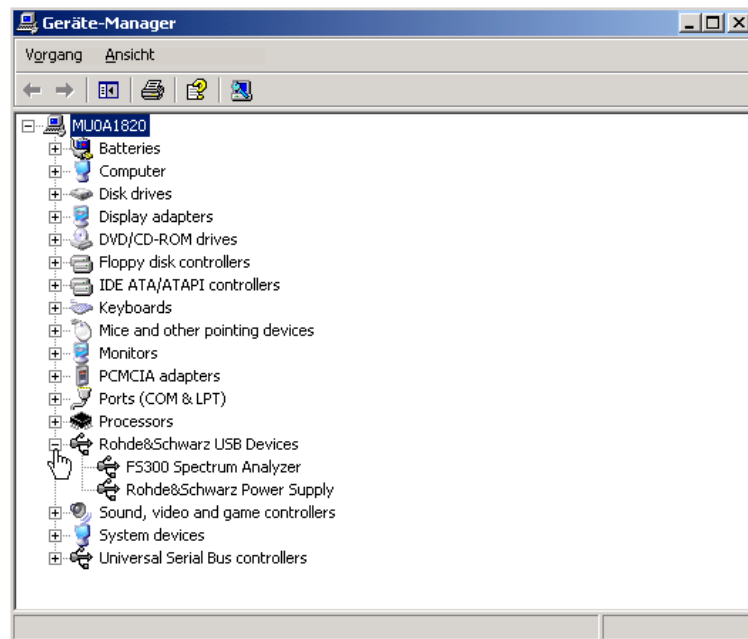 Geräte-Manager
Vorgang Ansicht
MU0A1820
Batteries
Computer
Disk drives
Display adapters
DVD/CD-ROM drives
Floppy disk controllers
IDE ATA/ATAPI controllers
Keyboards
Mice and other pointing devices
Monitors
PCMCIA adapters
Ports (COM & LPT)
Processors
Rohde&Schwarz USB Devices
FS300 Spectrum Analyzer
Rohde&Schwarz Power Supply
Sound, video and game controllers
System devices
Universal Serial Bus controllers